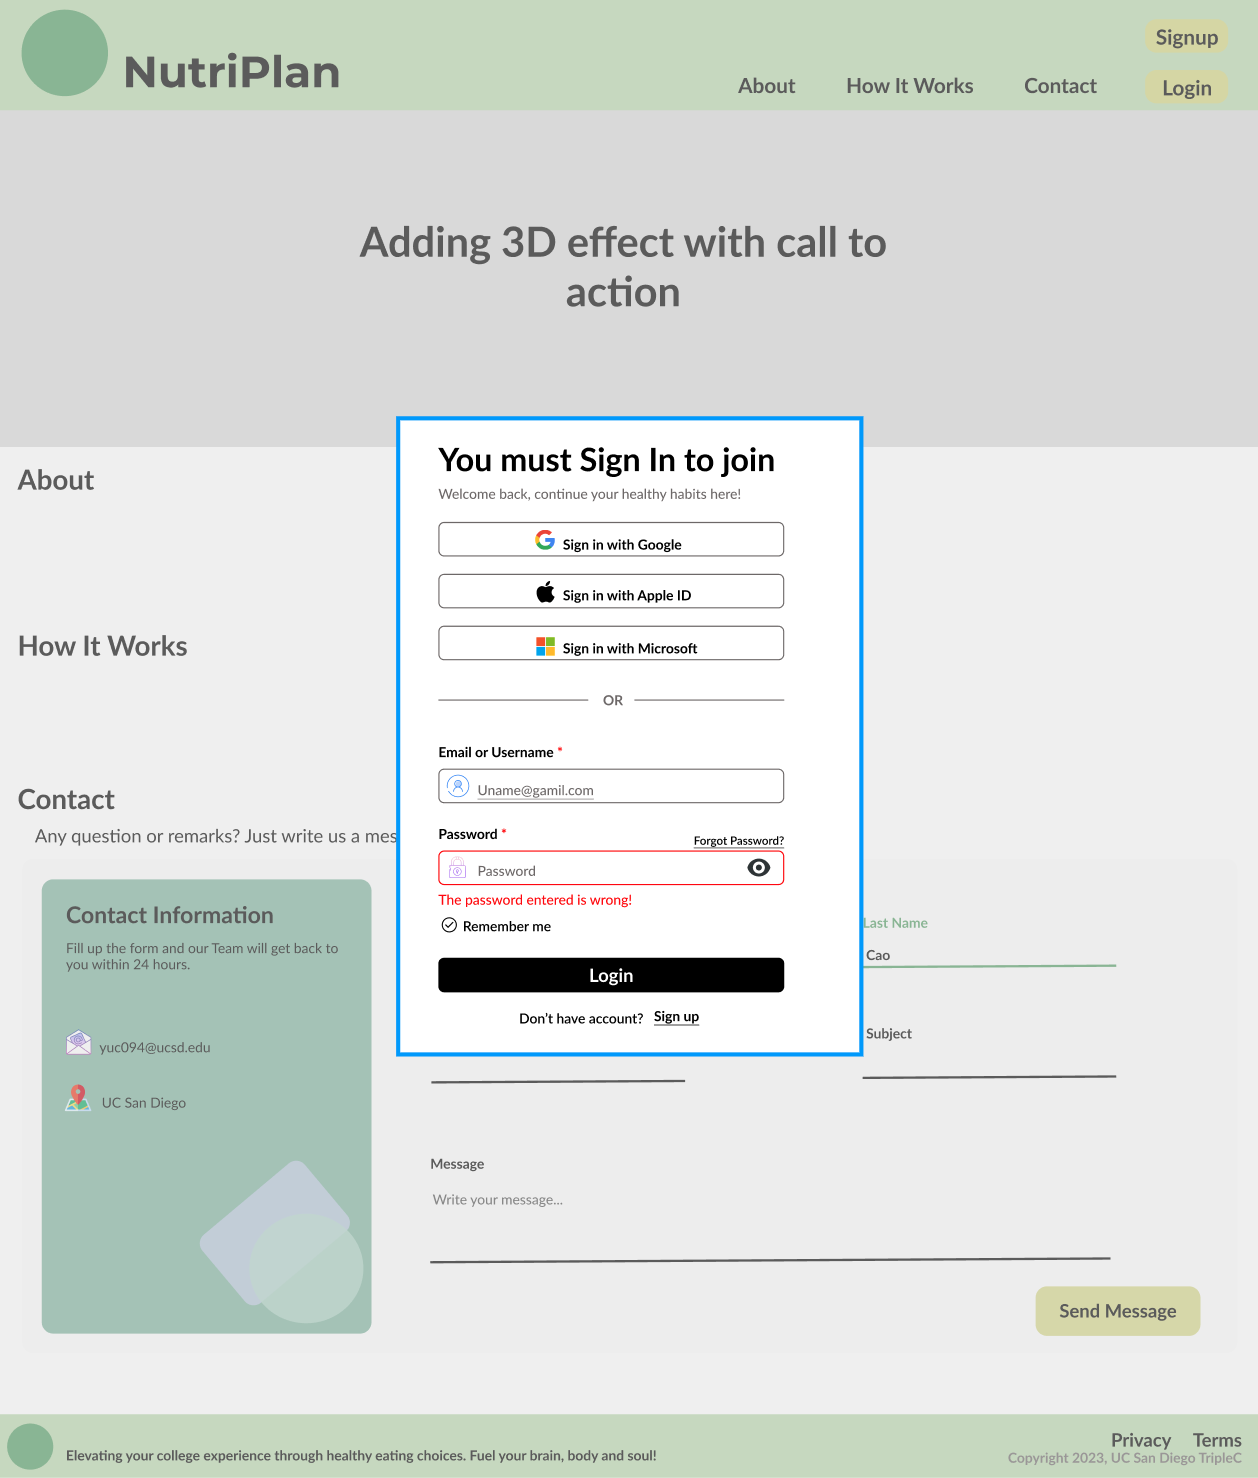 NutriPlan
Signup
About
How It Works
Contact
Login
Adding 3D effect with call to
action
About
How It Works
Contact
Any question or remarks? Just write us a mes
You must Sign In to join
Welcome back, continue your healthy habits here!
Sign in with Google
Sign in with Apple ID
Sign in with Microsoft
OR
Email or Username *
Uname@gamil.com
Password *
Forgot Password?
Password
The password entered is wrong!
Remember me
Login
Don't have account? Sign up
Contact Information
Fill up the form and our Team will get back to
you within 24 hours.
yuc094@ucsd.edu
UC San Diego
Last Name
Cao
Subject
Message
Write your message...
Send Message
Elevating your college experience through healthy eating choices. Fuel your brain, body and soul!
Privacy
Terms
Copyright 2023, UC San Diego TripleC